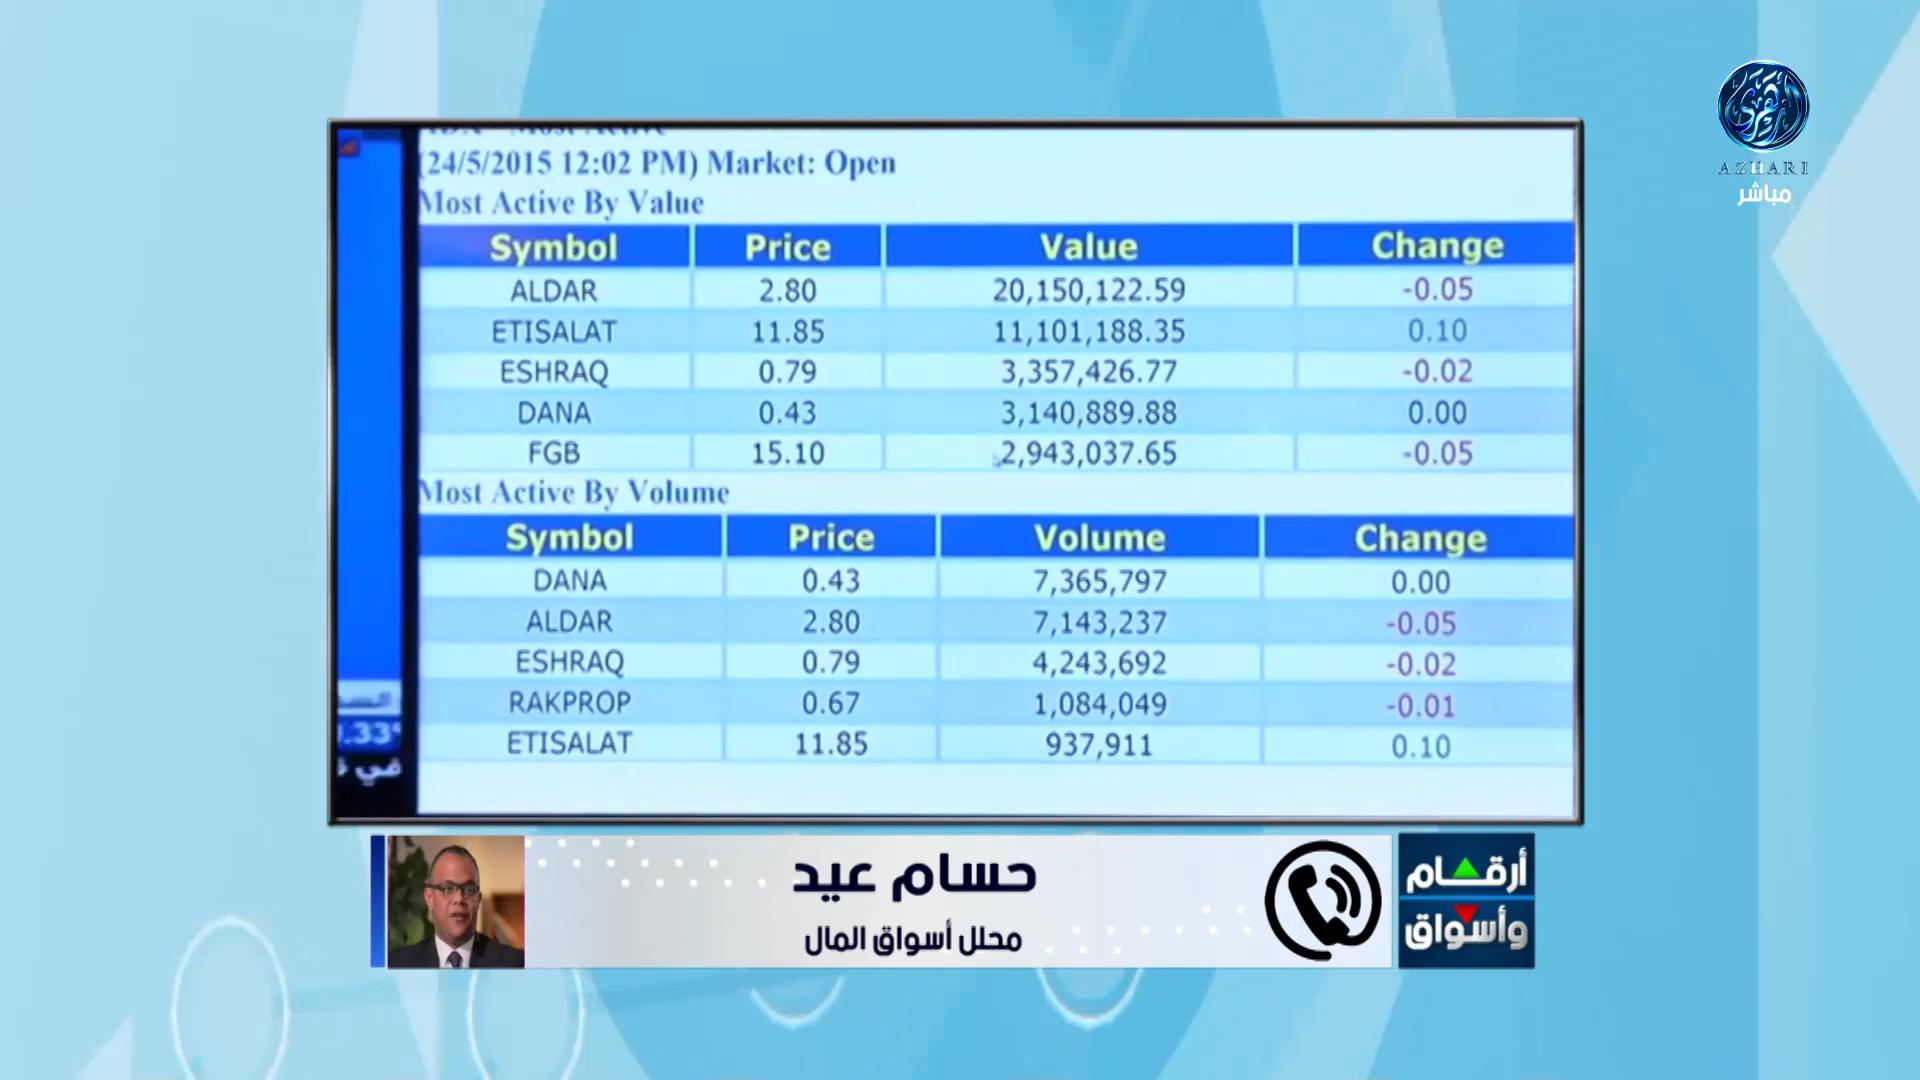 AZHARI
مباشر
(24/5/2015 12:02 PM) Market: Open
Most Active By Value
Symbol Price Value Change
ALDAR 2.80 20,150,122.59 -0.05
ETISALAT 11.85 11,101,188.35 0.10
ESHRAQ 0.79 3,357,426.77 -0.02
DANA 0.43 3,140,889.88 0.00
FGB 15.10 2,943,037.65 -0.05
Most Active By Volume
Symbol Price Volume Change
DANA 0.43 7,365,797 0.00
ALDAR 2.80 7,143,237 -0.05
ESHRAQ 0.79 4,243,692 -0.02
RAKPROP 0.67 1,084,049 -0.01
ETISALAT 11.85 937,911 0.10
أرقام
وأسواق
حسام عيد
محلل أسواق المال